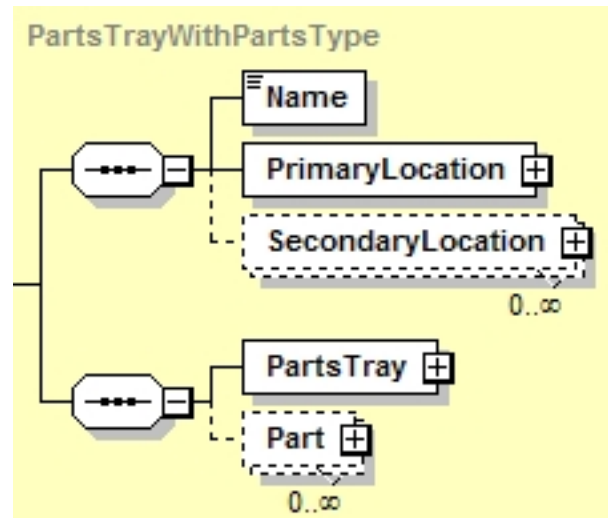 PartsTrayWithPartsType
Name
PrimaryLocation
SecondaryLocation
0..∞
PartsTray
Part
0..∞